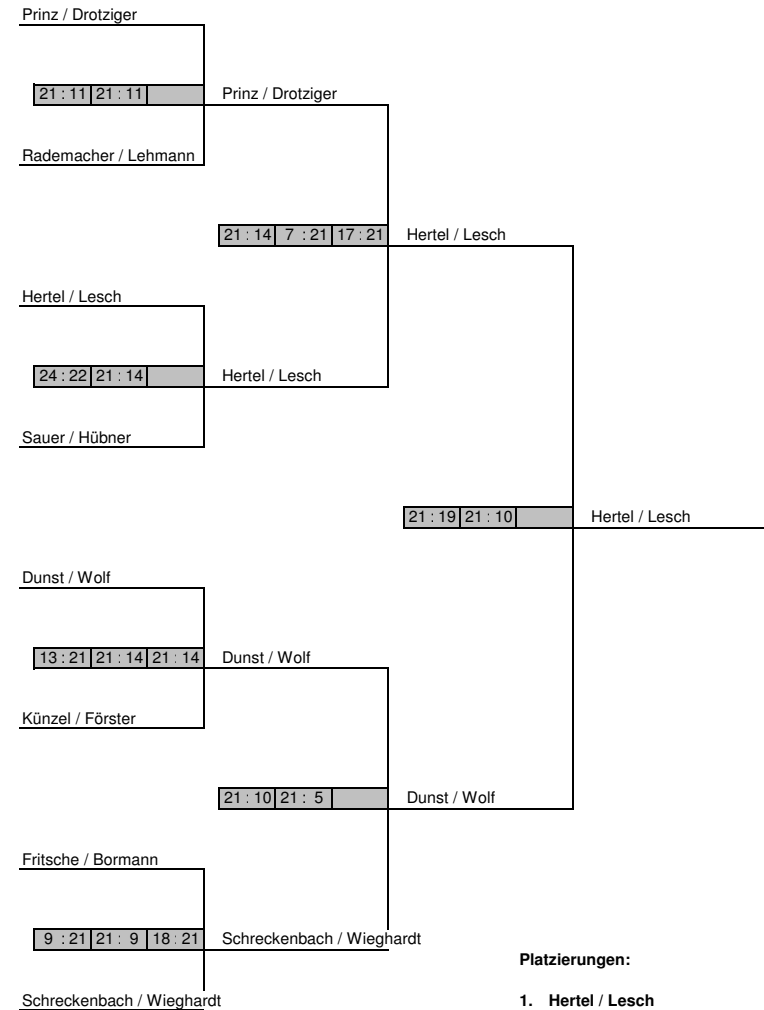 Prinz / Drotziger
21 : 11 21 : 11 Prinz / Drotziger
Rademacher / Lehmann
21 : 14 7 : 21 17 : 21 Hertel / Lesch
Hertel / Lesch
24 : 22 21 : 14 Hertel / Lesch
Sauer / Hübner
21 : 19 21 : 10 Hertel / Lesch
Dunst / Wolf
13 : 21 21 : 14 21 : 14 Dunst / Wolf
Künzel / Förster
21 : 10 21 : 5 Dunst / Wolf
Fritsche / Bormann
9 : 21 21 : 9 18 : 21 Schreckenbach / Wieghardt
Platzierungen:
Schreckenbach / Wieghardt 1. Hertel / Lesch